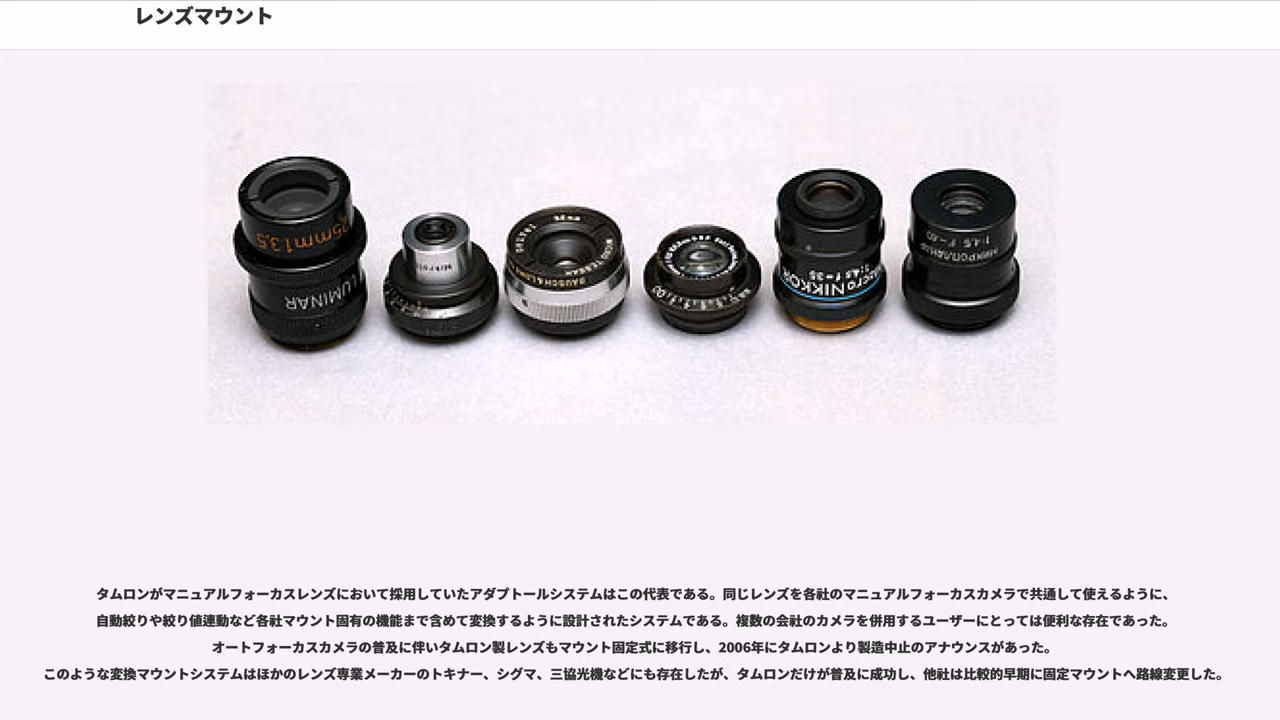 レンズマウント
25mm 1:3,5
LUMINAR
MICRO TESSAR
BAUSCH & LOMB
Micro NIKKOR
1:4.5 F-60
МИКРОПЛАНАР
タムロンがマニュアルフォーカスレンズにおいて採用していたアダプトールシステムはこの代表である。同じレンズを各社のマニュアルフォーカスカメラで共通して使えるように、
自動絞りや絞り値連動など各社マウント固有の機能まで含めて変換するように設計されたシステムである。複数の会社のカメラを併用するユーザーにとっては便利な存在であった。
オートフォーカスカメラの普及に伴いタムロン製レンズもマウント固定式に移行し、2006年にタムロンより製造中止のアナウンスがあった。
このような変換マウントシステムはほかのレンズ専業メーカーのトキナー、シグマ、三協光機などにも存在したが、タムロンだけが普及に成功し、他社は比較的早期に固定マウントへ路線変更した。